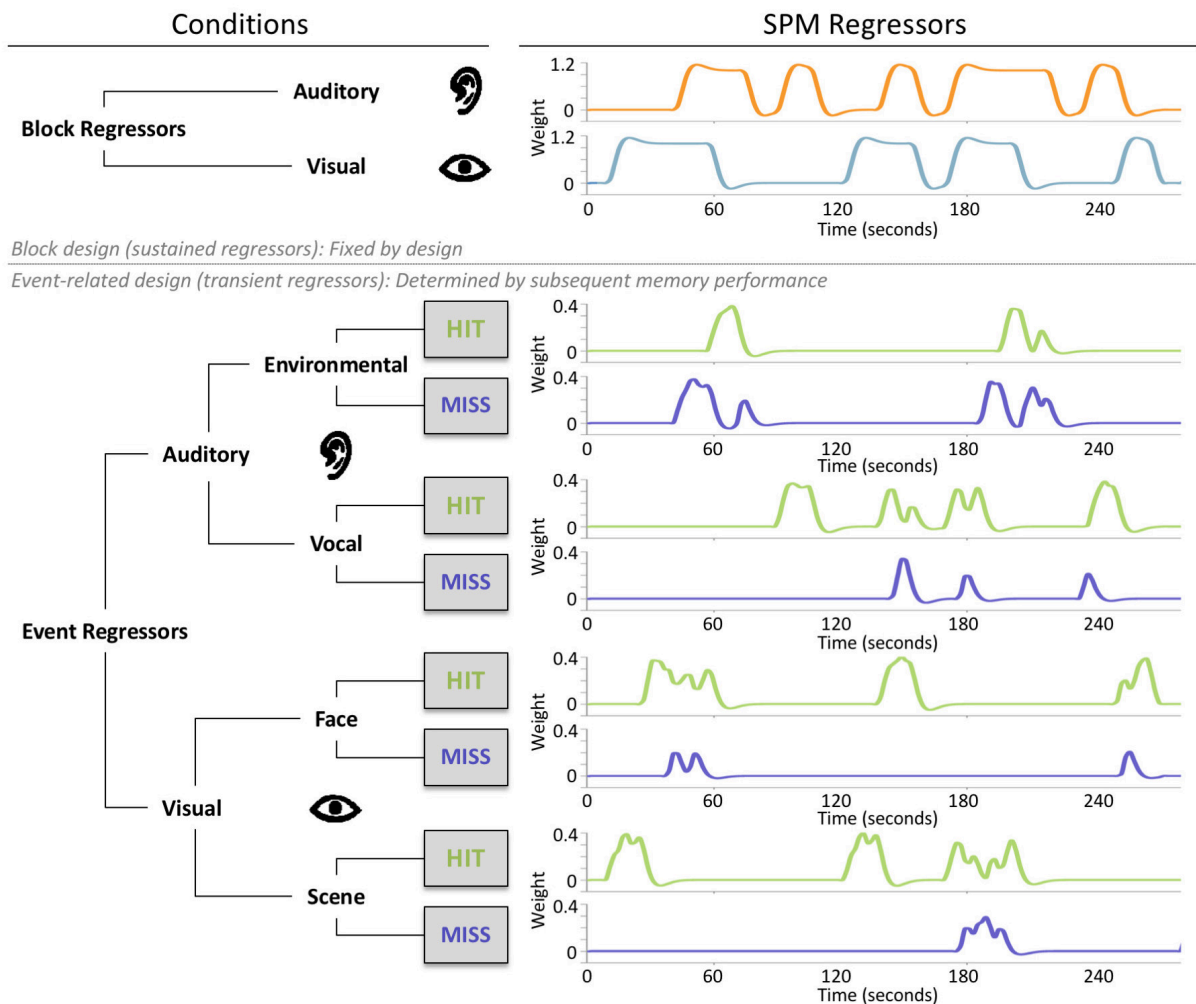 Conditions
SPM Regressors
Block Regressors
Auditory
Visual
Weight
1.2
0
1.2
0
0 60 120 180 240
Time (seconds)
Block design (sustained regressors): Fixed by design
Event-related design (transient regressors): Determined by subsequent memory performance
Event Regressors
Auditory
Environmental
HIT
MISS
Weight
0.4
0
0.4
0
0 60 120 180 240
Time (seconds)
Vocal
HIT
MISS
Weight
0.4
0
Weight
0.4
0
0 60 120 180 240
Time (seconds)
Visual
Face
HIT
MISS
Weight
0.4
0
Weight
0.4
0
0 60 120 180 240
Time (seconds)
Scene
HIT
MISS
Weight
0.4
0
Weight
0.4
0
0 60 120 180 240
Time (seconds)